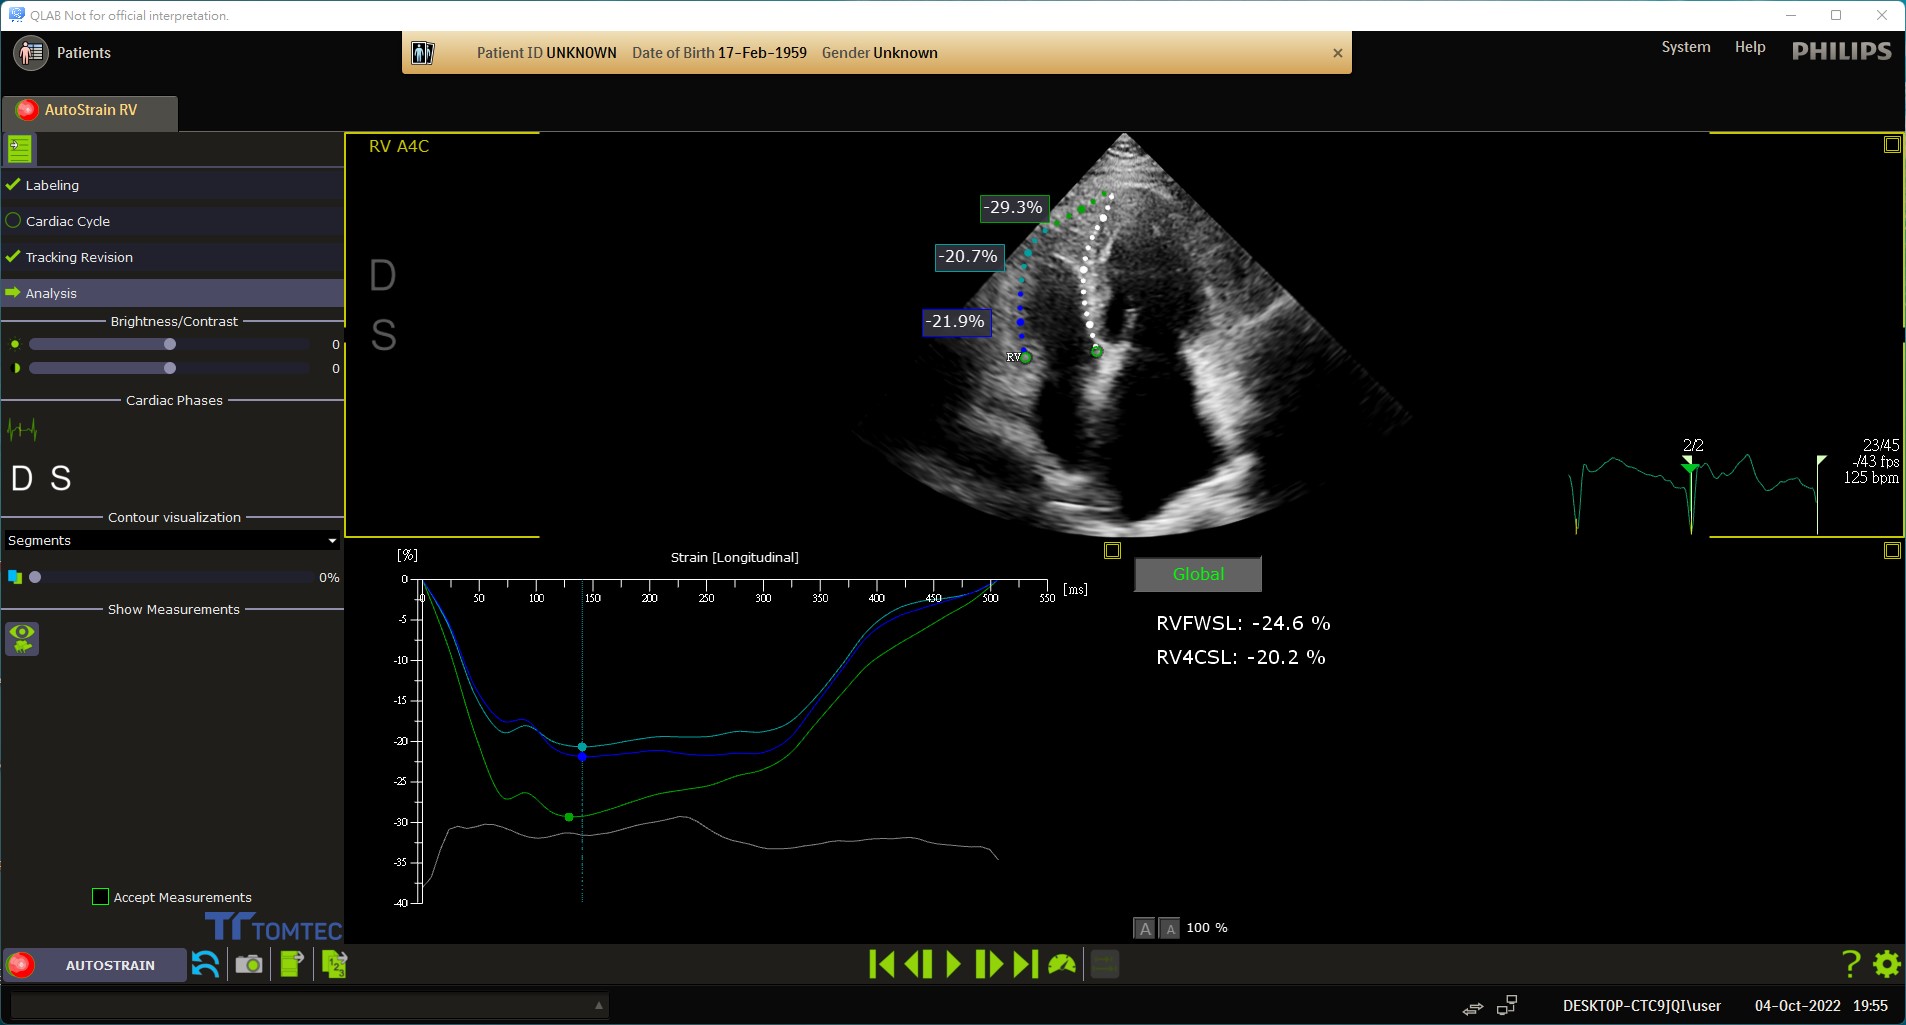 QLAB Not for official interpretation.
Patients
Patient ID UNKNOWN Date of Birth 17-Feb-1959 Gender Unknown
System Help PHILIPS
AutoStrain RV
Labeling
Cardiac Cycle
Tracking Revision
Analysis
Brightness/Contrast
0
0
Cardiac Phases
D S
Contour visualization
Segments
0%
Show Measurements
Accept Measurements
TOMTEC
RV A4C
D
S
-29.3%
-20.7%
-21.9%
RV
2/2
23/45
-/43 fps
125 bpm
[%]
Strain [Longitudinal]
0
-5
-10
-15
-20
-25
-30
-35
-40
0 50 100 150 200 250 300 350 400 450 500 550 [ms]
Global
RVFWSL: -24.6 %
RV4CSL: -20.2 %
A A 100 %
AUTOSTRAIN
1 2 3
?
DESKTOP-CTC9JQI\user 04-Oct-2022 19:55